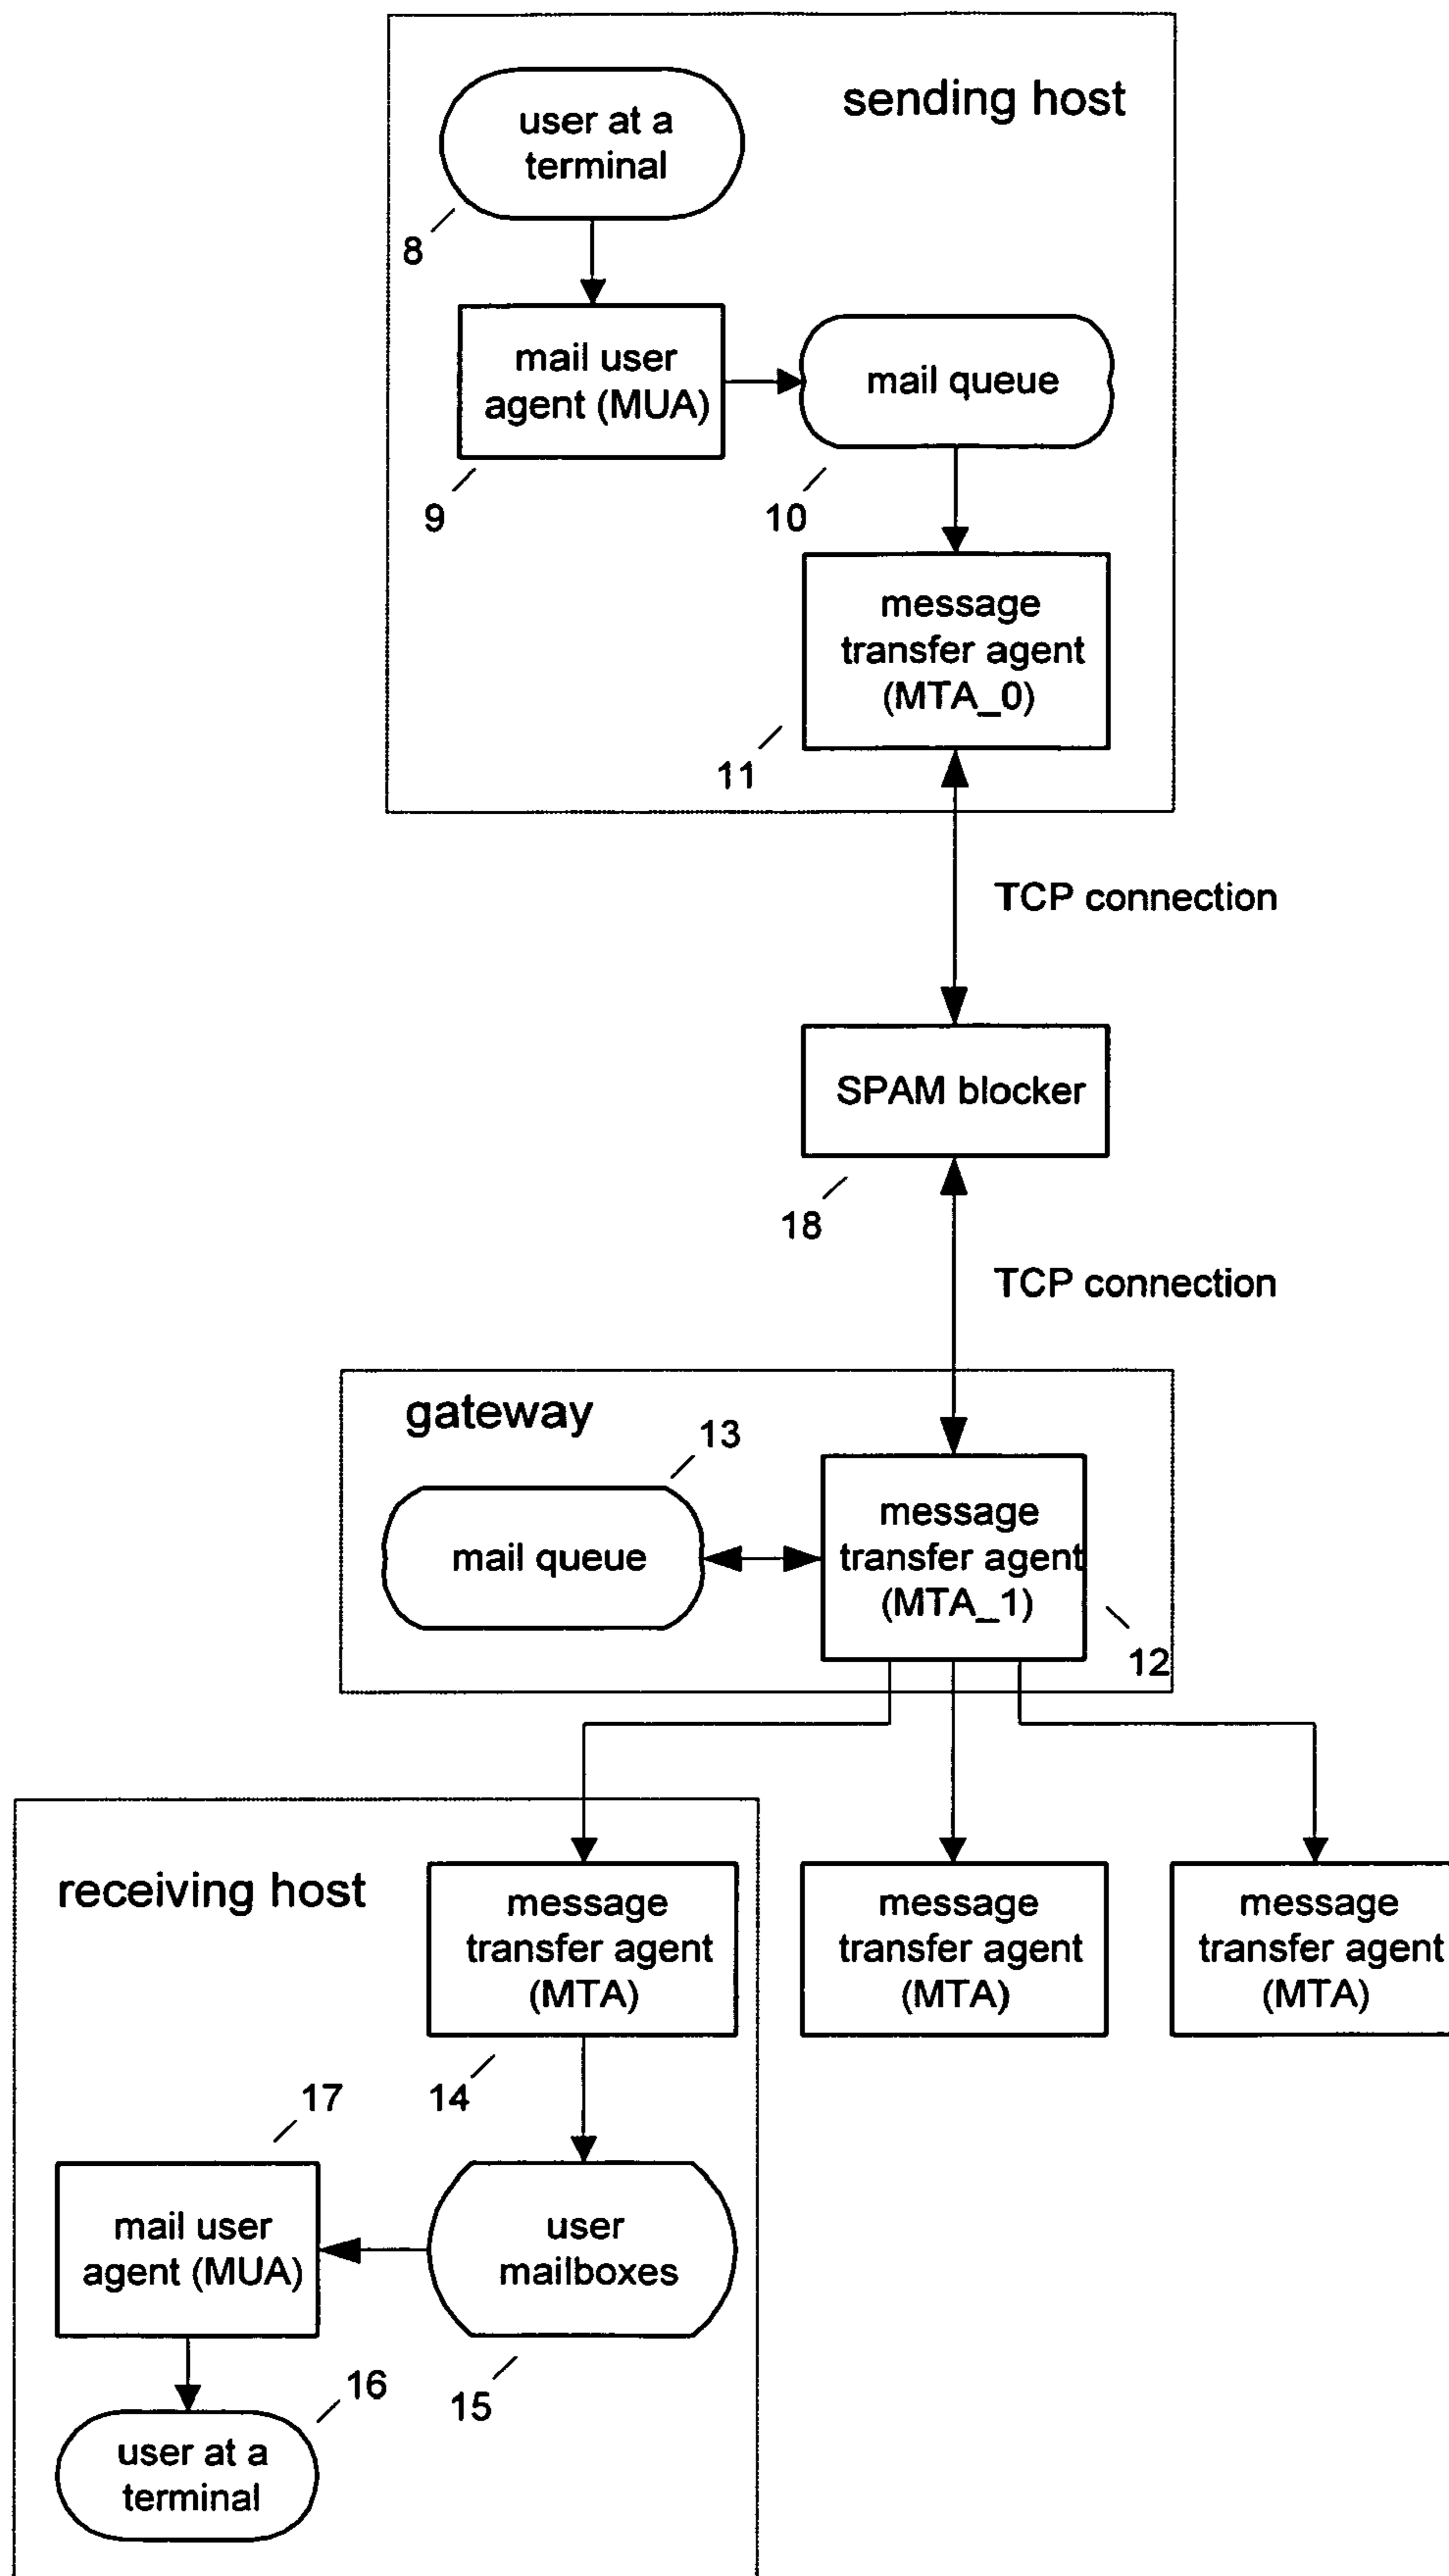 sending host
user at a
terminal
8
mail user
agent (MUA)
9
mail queue
10
message
transfer agent
(MTA_0)
11
TCP connection
SPAM blocker
18
TCP connection
gateway
13
mail queue
message
transfer agent
(MTA_1)
12
receiving host
message
transfer agent
(MTA)
14
message
transfer agent
(MTA)
message
transfer agent
(MTA)
17
mail user
agent (MUA)
user
mailboxes
15
16
user at a
terminal